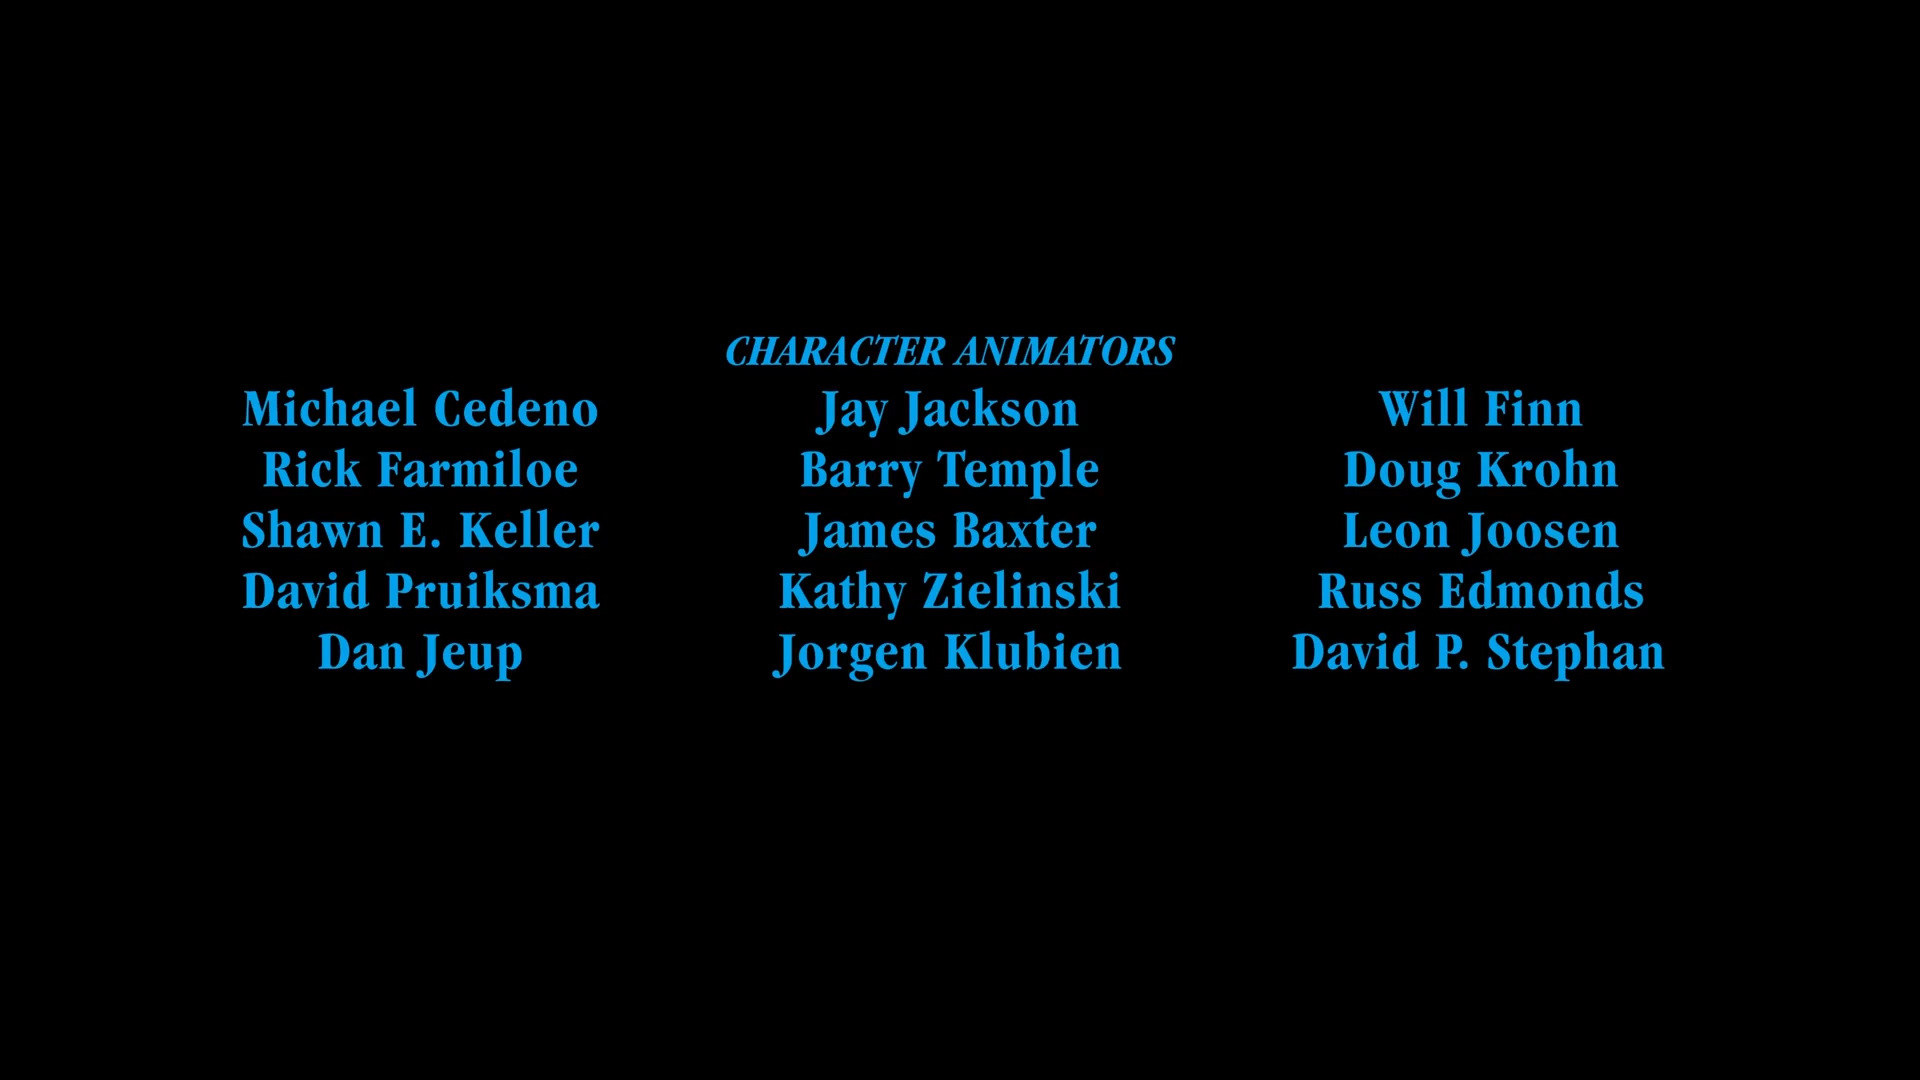 CHARACTER ANIMATORS
Michael Cedeno Jay Jackson Will Finn
Rick Farmiloe Barry Temple Doug Krohn
Shawn E. Keller James Baxter Leon Joosen
David Pruiksma Kathy Zielinski Russ Edmonds
Dan Jeup Jorgen Klubien David P. Stephan